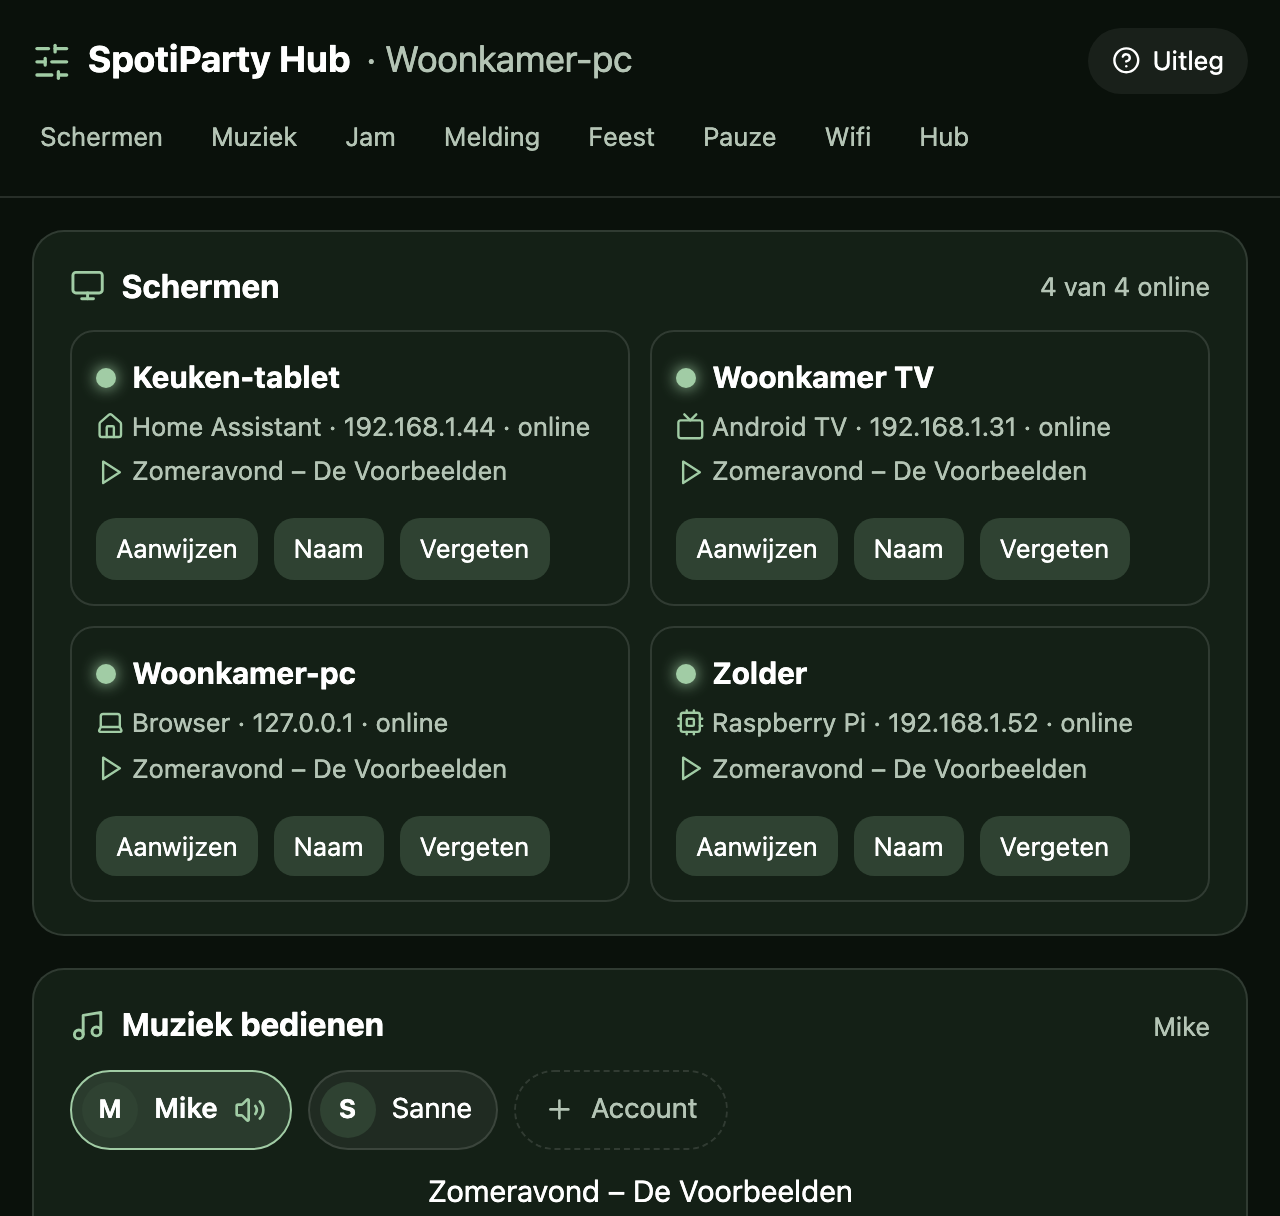 SpotiParty Hub · Woonkamer-pc
Uitleg
Schermen Muziek Jam Melding Feest Pauze Wifi Hub
Schermen
4 van 4 online
Keuken-tablet
Home Assistant · 192.168.1.44 · online
Zomeravond – De Voorbeelden
Aanwijzen Naam Vergeten
Woonkamer TV
Android TV · 192.168.1.31 · online
Zomeravond – De Voorbeelden
Aanwijzen Naam Vergeten
Woonkamer-pc
Browser · 127.0.0.1 · online
Zomeravond – De Voorbeelden
Aanwijzen Naam Vergeten
Zolder
Raspberry Pi · 192.168.1.52 · online
Zomeravond – De Voorbeelden
Aanwijzen Naam Vergeten
Muziek bedienen
Mike
M Mike
S Sanne
+ Account
Zomeravond – De Voorbeelden